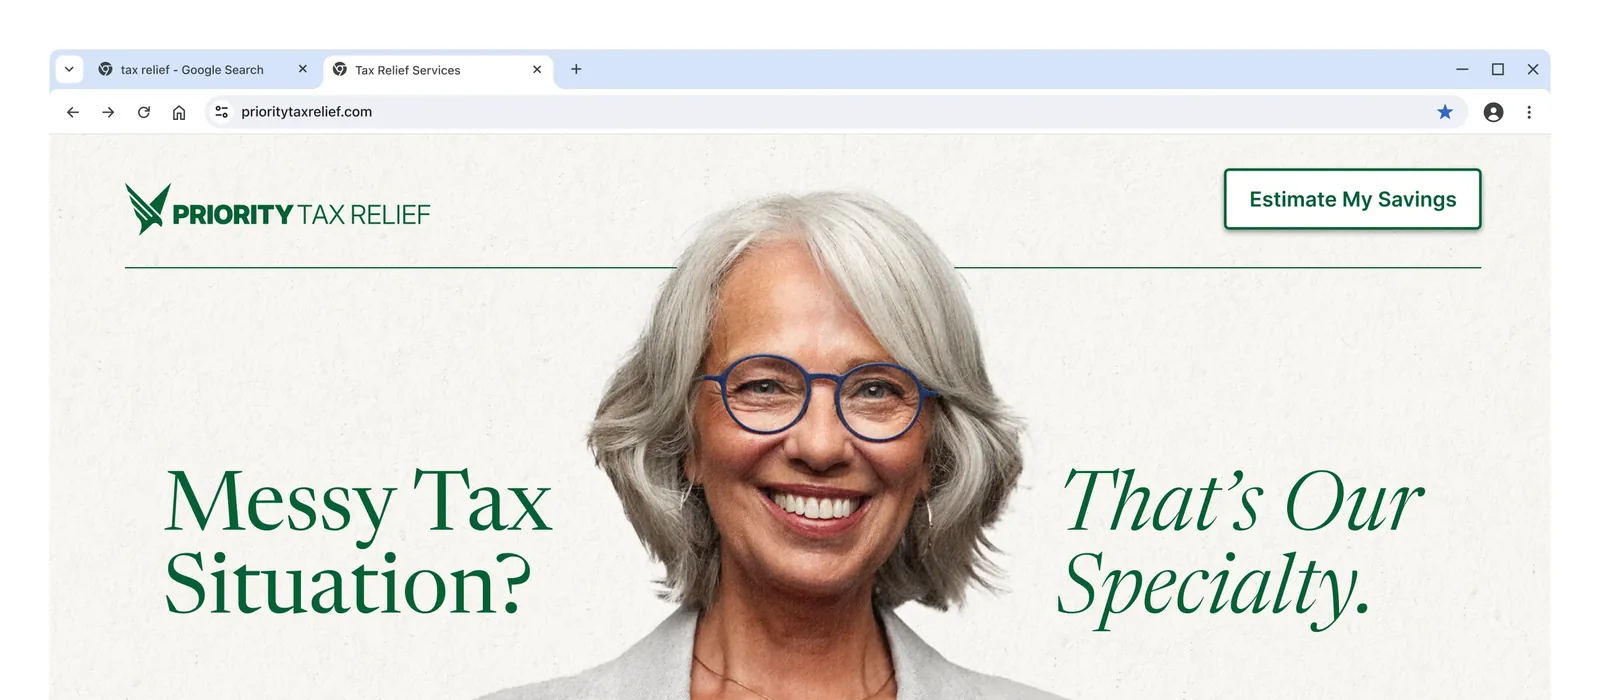 tax relief - Google Search
Tax Relief Services
prioritytaxrelief.com
PRIORITY TAX RELIEF
Estimate My Savings
Messy Tax
Situation?
That’s Our
Specialty.